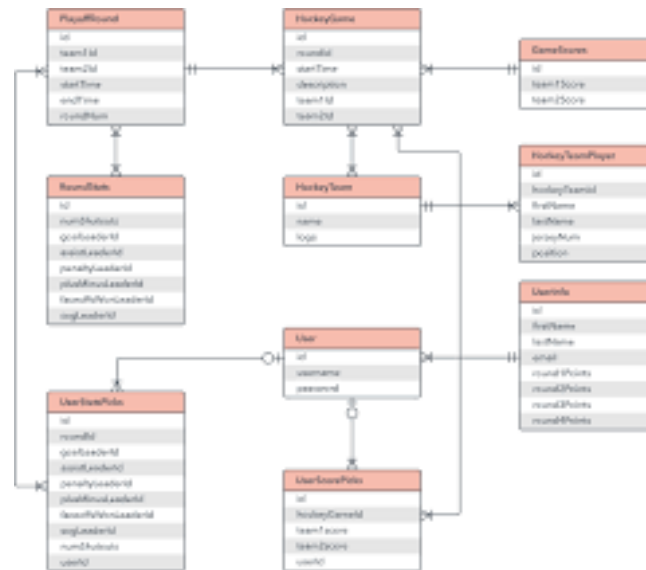 PlayoffRound
id
team1Id
team2Id
startTime
endTime
roundNum
HockeyGame
id
roundId
startTime
description
team1Id
team2Id
GameScores
id
team1Score
team2Score
HockeyTeamPlayer
id
hockeyTeamId
firstName
lastName
jerseyNum
position
RoundStats
id
numShutouts
goalLeaderId
assistLeaderId
penaltyLeaderId
plusMinusLeaderId
faceoffsWonLeaderId
sogLeaderId
HockeyTeam
id
name
logo
UserInfo
id
firstName
lastName
email
round1Points
round2Points
round3Points
round4Points
User
id
username
password
UserStatPicks
id
roundId
goalLeaderId
assistLeaderId
penaltyLeaderId
plusMinusLeaderId
faceoffsWonLeaderId
sogLeaderId
numShutouts
userId
UserScorePicks
id
hockeyGameId
team1score
team2score
userId